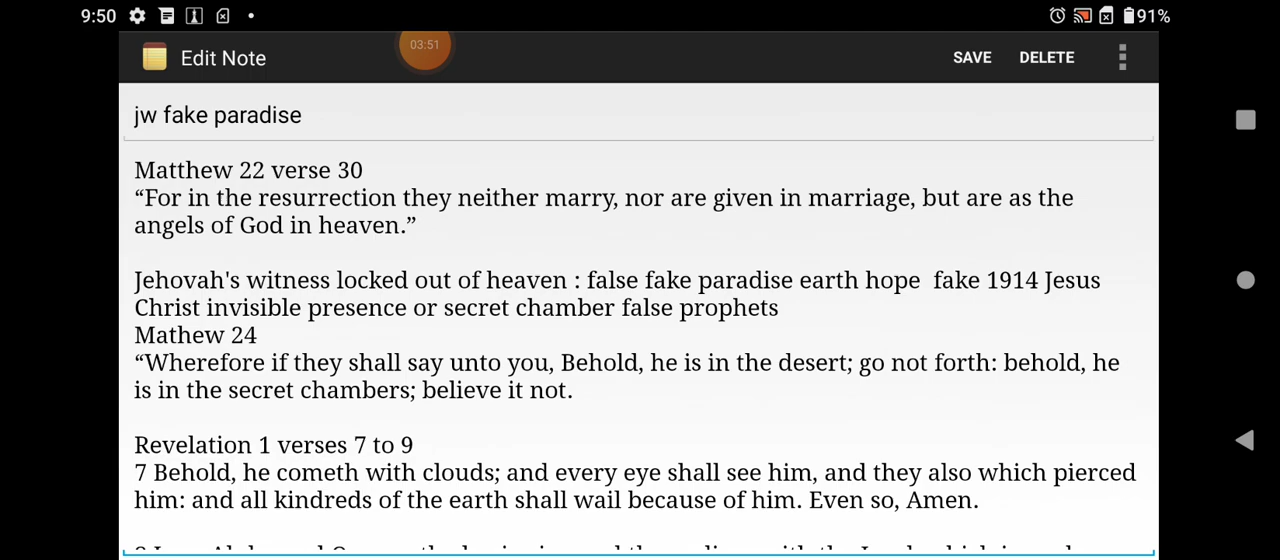 9:50
91%
03:51
Edit Note
SAVE
DELETE
jw fake paradise
Matthew 22 verse 30
“For in the resurrection they neither marry, nor are given in marriage, but are as the
angels of God in heaven.”
Jehovah's witness locked out of heaven : false fake paradise earth hope  fake 1914 Jesus
Christ invisible presence or secret chamber false prophets
Mathew 24
“Wherefore if they shall say unto you, Behold, he is in the desert; go not forth: behold, he
is in the secret chambers; believe it not.
Revelation 1 verses 7 to 9
7 Behold, he cometh with clouds; and every eye shall see him, and they also which pierced
him: and all kindreds of the earth shall wail because of him. Even so, Amen.